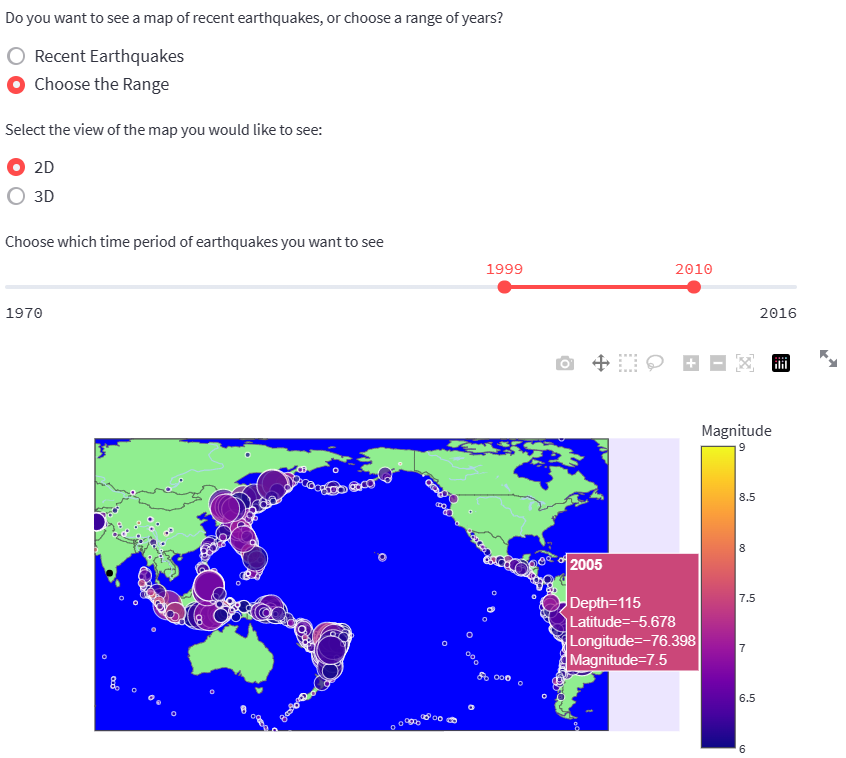 Do you want to see a map of recent earthquakes, or choose a range of years?
Recent Earthquakes
Choose the Range
Select the view of the map you would like to see:
2D
3D
Choose which time period of earthquakes you want to see
1999
2010
1970
2016
Magnitude
9
8.5
8
7.5
7
6.5
6
2005
Depth=115
Latitude=−5.678
Longitude=−76.398
Magnitude=7.5